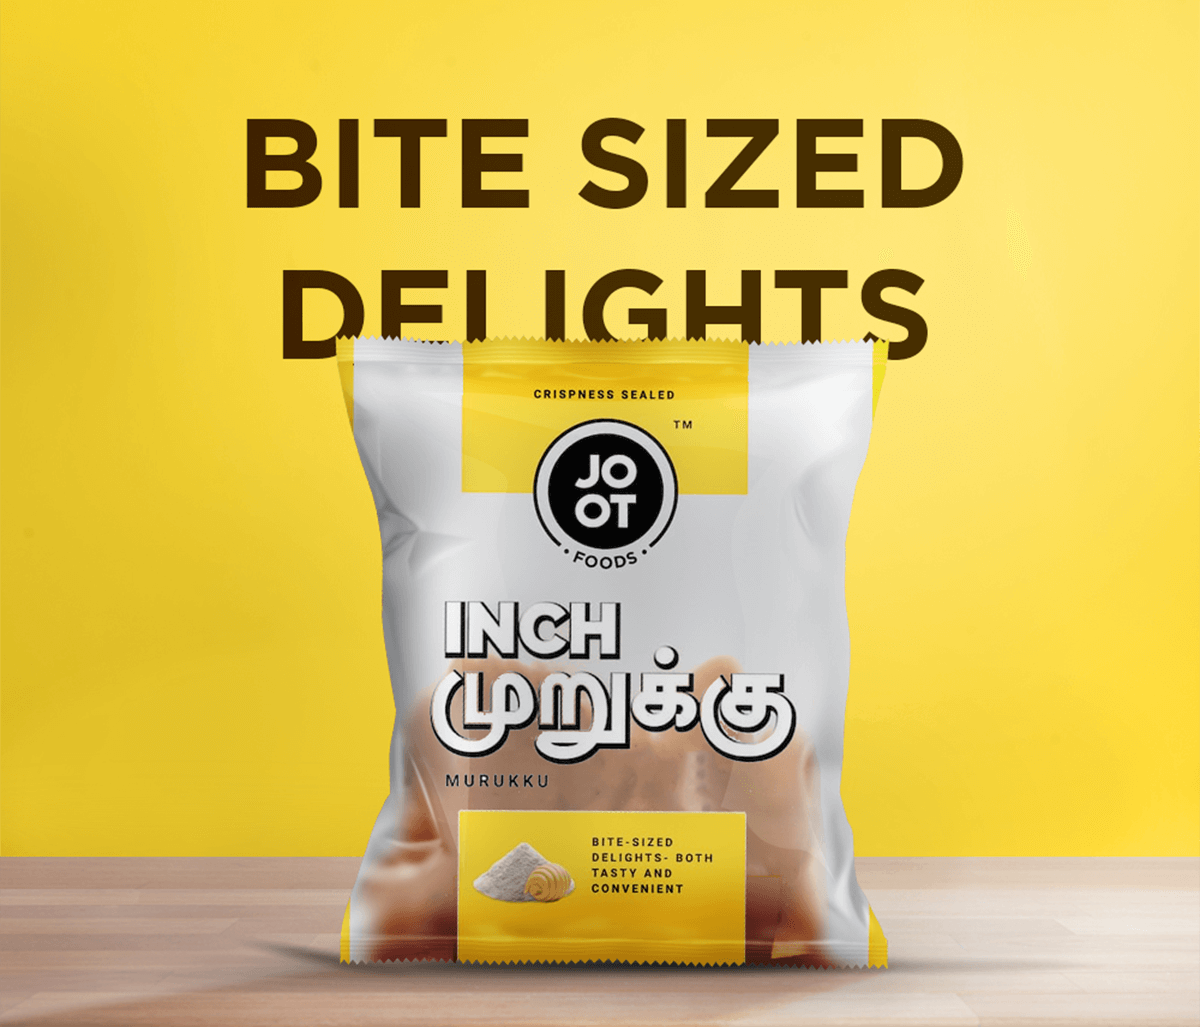 BITE SIZED
DELIGHTS
CRISPNESS SEALED
TM
JO
OT
• FOODS •
INCH
முறுக்கு
MURUKKU
BITE-SIZED
DELIGHTS- BOTH
TASTY AND
CONVENIENT